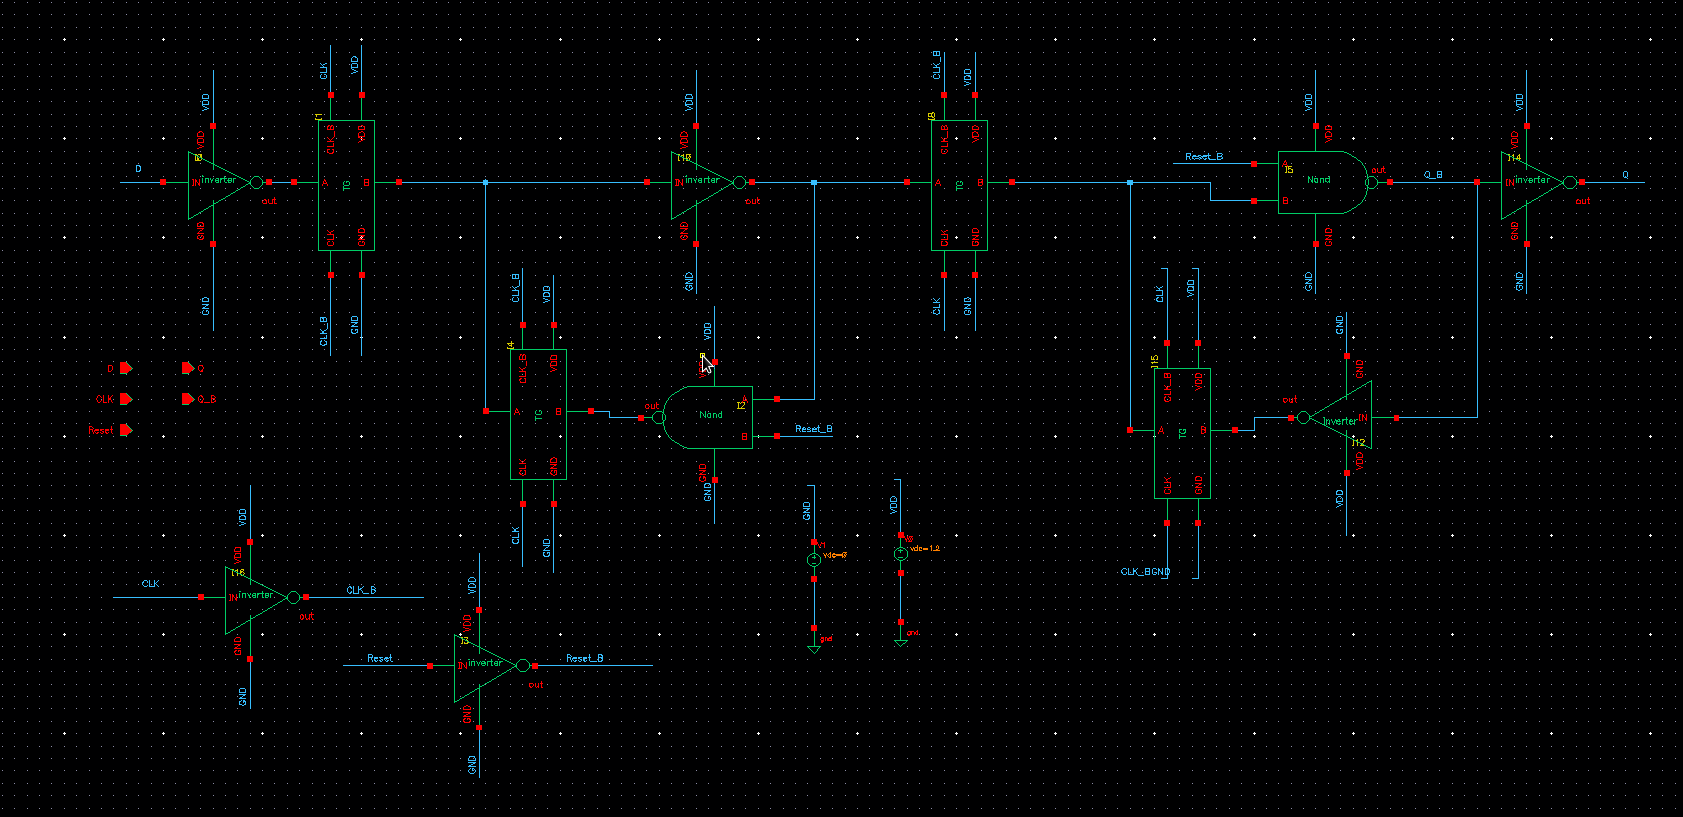 CLK
VDD
CLK_B
VDD
VDD
VDD
VDD
VDD
I1
I8
VDD
CLK_B
VDD
VDD
CLK_B
VDD
VDD
VDD
D
IN
inverter
out
A
TG
B
I10
IN
inverter
out
A
TG
B
Reset_B
A
I5
Nand
out
B
Q_B
I14
IN
inverter
out
Q
GND
CLK
GND
GND
CLK
GND
GND
GND
GND
CLK_B
GND
GND
CLK
GND
GND
GND
CLK_B
VDD
VDD
CLK
VDD
GND
I4
CLK_B
VDD
I15
CLK_B
VDD
GND
D
Q
CLK
Q_B
Reset
A
TG
B
out
Nand
A
I2
B
Reset_B
A
TG
B
out
inverter
IN
I12
CLK
GND
GND
GND
CLK
GND
VDD
VDD
CLK
GND
GND
VDD
vdc=0
vdc=1.2
gnd
gnd
CLK_B
GND
VDD
VDD
CLK
I16
IN
inverter
out
CLK_B
GND
GND
VDD
VDD
Reset
I3
IN
inverter
out
Reset_B
GND
GND